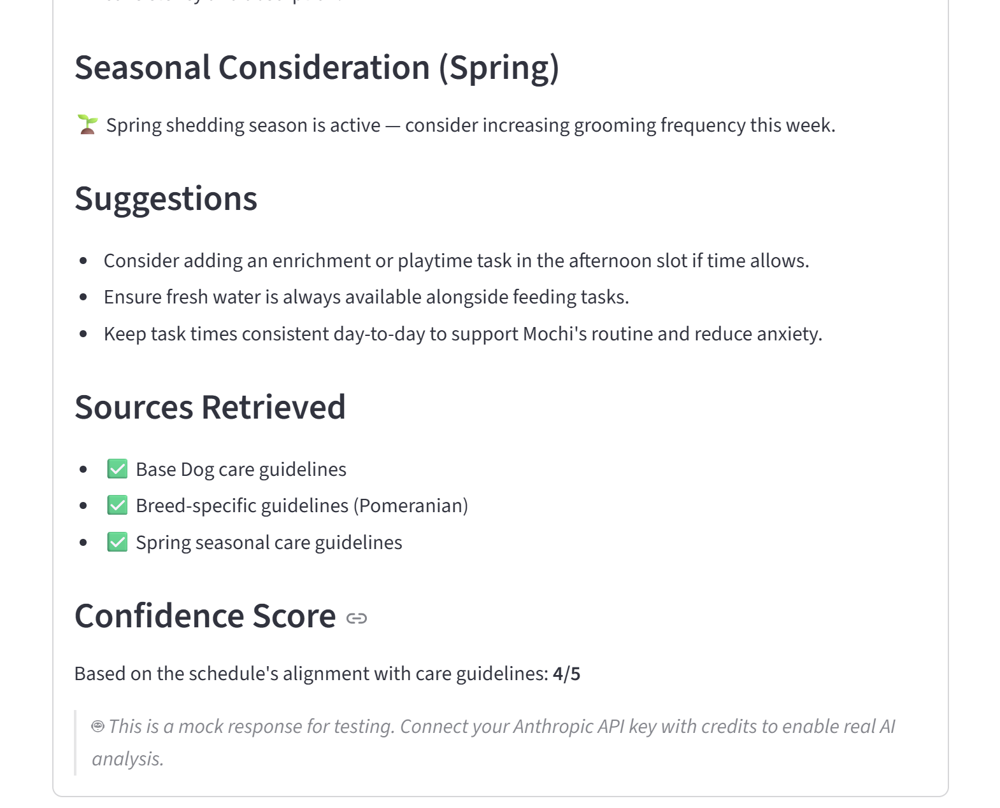 Seasonal Consideration (Spring)
🌱 Spring shedding season is active — consider increasing grooming frequency this week.
Suggestions
• Consider adding an enrichment or playtime task in the afternoon slot if time allows.
• Ensure fresh water is always available alongside feeding tasks.
• Keep task times consistent day-to-day to support Mochi's routine and reduce anxiety.
Sources Retrieved
• ✅ Base Dog care guidelines
• ✅ Breed-specific guidelines (Pomeranian)
• ✅ Spring seasonal care guidelines
Confidence Score
Based on the schedule's alignment with care guidelines: 4/5
This is a mock response for testing. Connect your Anthropic API key with credits to enable real AI
analysis.